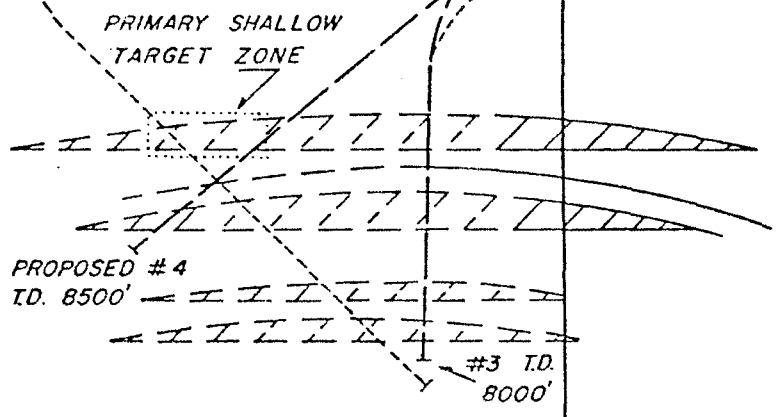 PRIMARY SHALLOW
TARGET ZONE
PROPOSED #4
T.D. 8500'
#3 T.D.
8000'